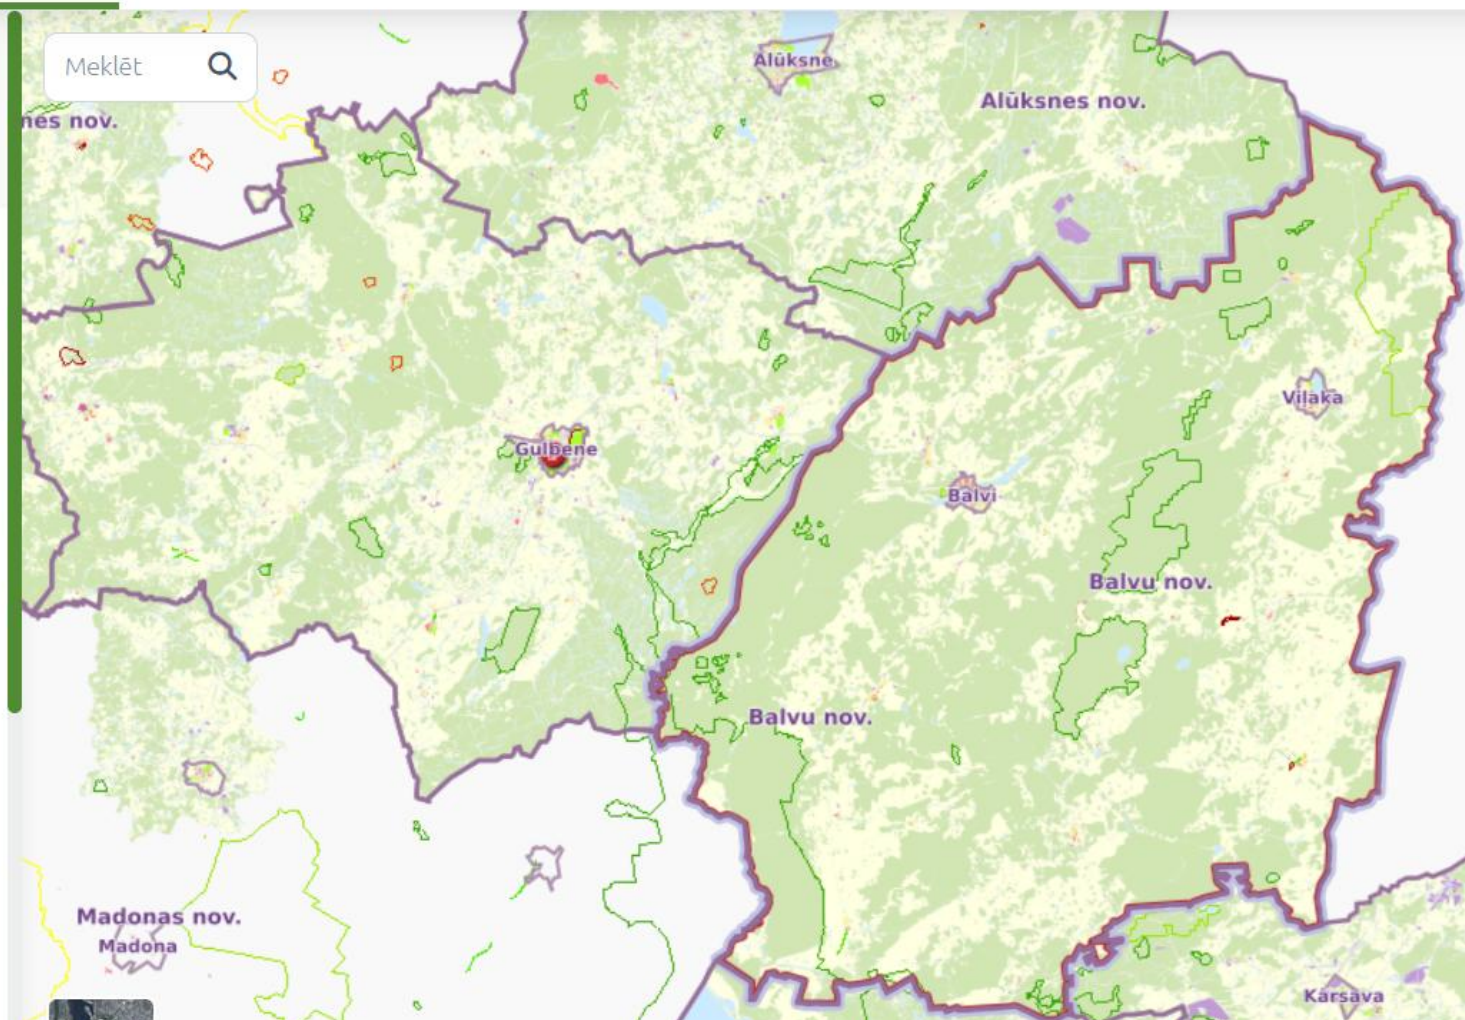 Meklēt
Alūksne
Alūksnes nov.
nes nov.
Viļaka
Gulbene
Balvi
Balvu nov.
Balvu nov.
Madonas nov.
Madona
Kārsava